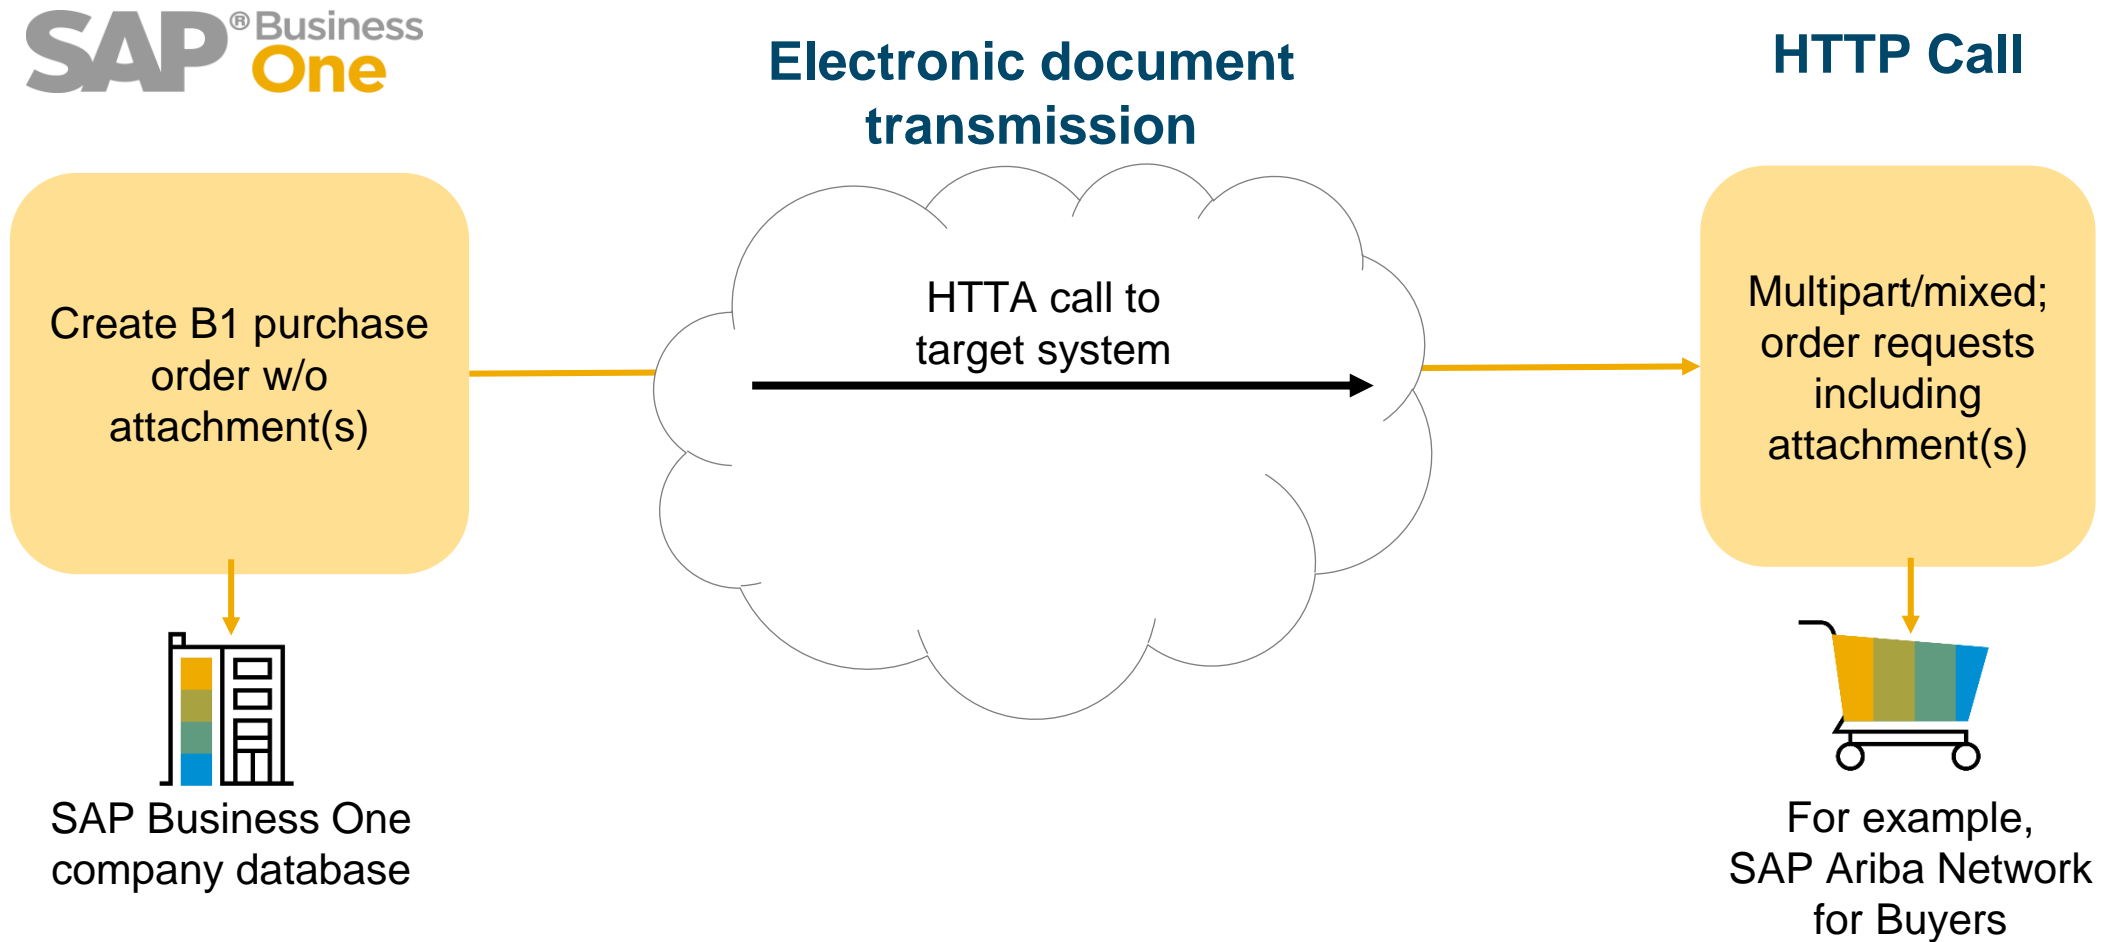 SAP® Business
One
Electronic document
transmission
HTTP Call
Create B1 purchase
order w/o
attachment(s)
HTTA call to
target system
Multipart/mixed;
order requests
including
attachment(s)
SAP Business One
company database
For example,
SAP Ariba Network
for Buyers